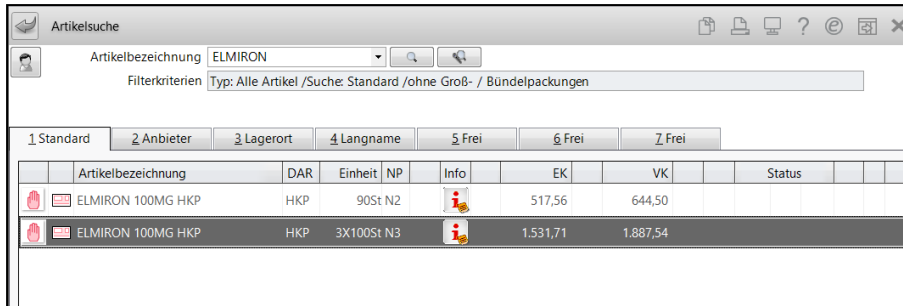 Artikelsuche
Artikelbezeichnung ELMIRON
Filterkriterien Typ: Alle Artikel /Suche: Standard /ohne Groß- / Bündelpackungen
1 Standard 2 Anbieter 3 Lagerort 4 Langname 5 Frei 6 Frei 7 Frei
Artikelbezeichnung DAR Einheit NP Info EK VK Status
ELMIRON 100MG HKP HKP 90St N2 517,56 644,50
ELMIRON 100MG HKP HKP 3X100St N3 1.531,71 1.887,54